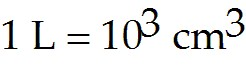 1 L = 10³ cm³